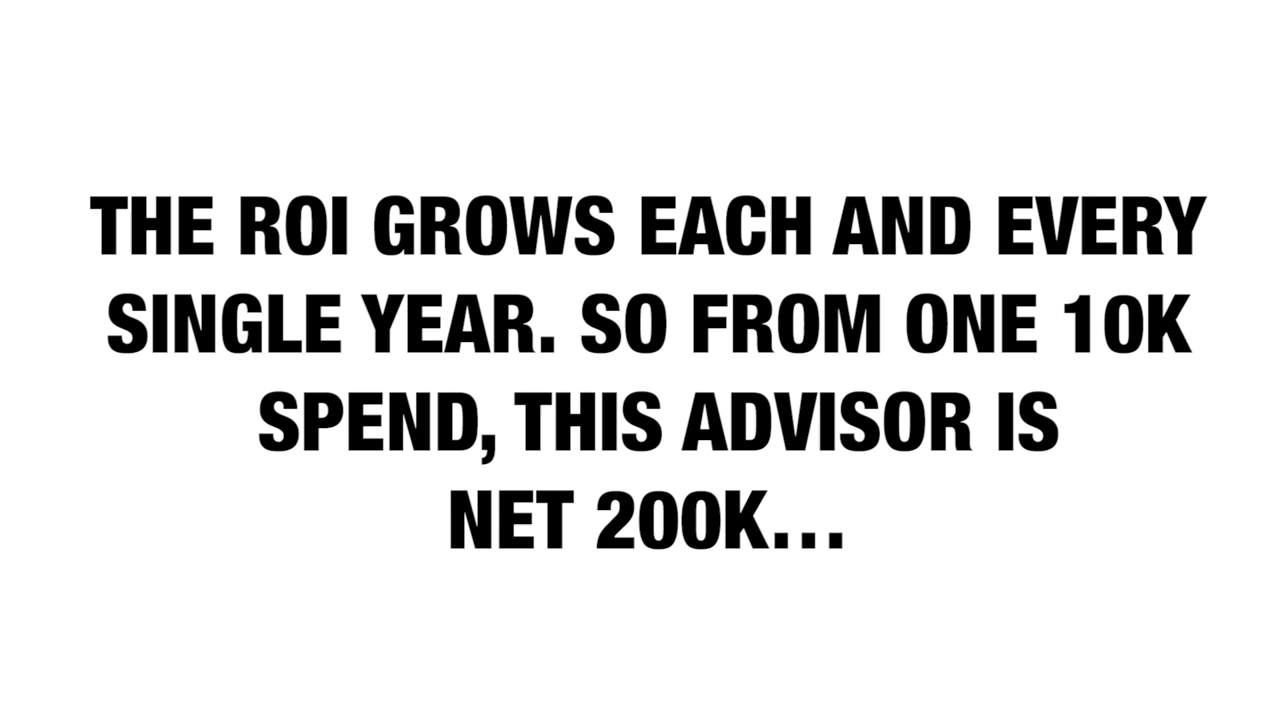 THE ROI GROWS EACH AND EVERY
SINGLE YEAR. SO FROM ONE 10K
SPEND, THIS ADVISOR IS
NET 200K...